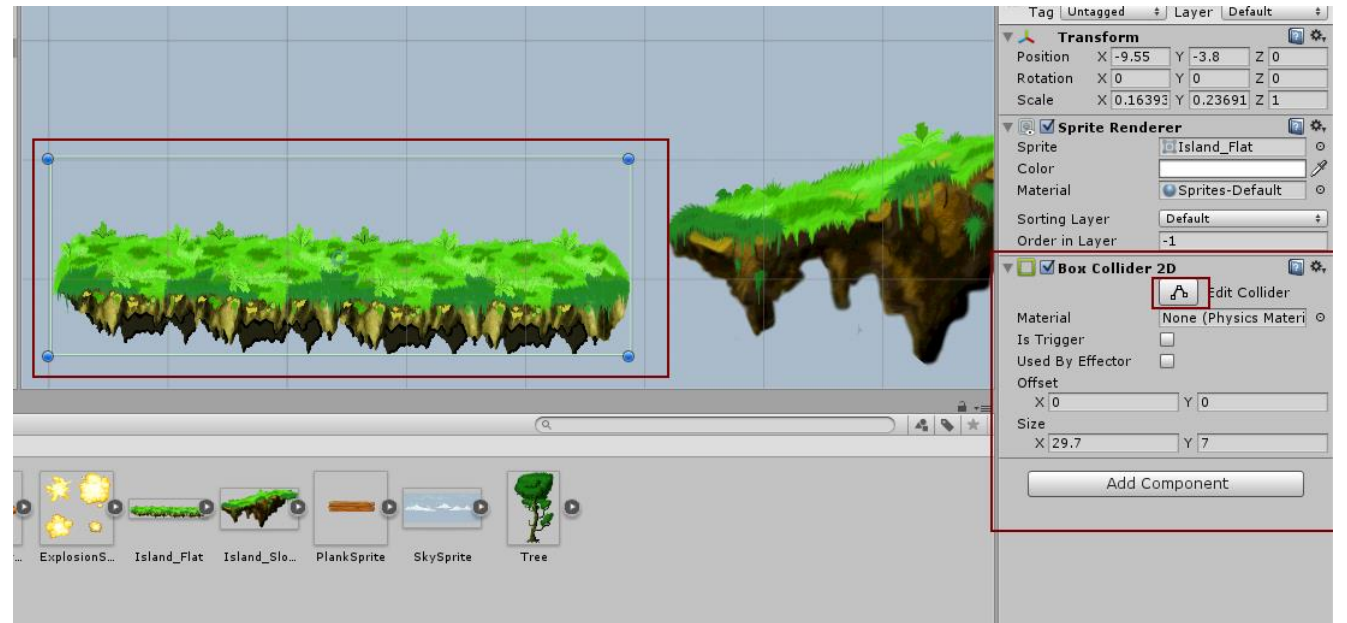 Tag Untagged Layer Default
Transform
Position X -9.55 Y -3.8 Z 0
Rotation X 0 Y 0 Z 0
Scale X 0.16393 Y 0.23691 Z 1
Sprite Renderer
Sprite Island_Flat
Color
Material Sprites-Default
Sorting Layer Default
Order in Layer -1
Box Collider 2D
Edit Collider
Material None (Physics Materi
Is Trigger
Used By Effector
Offset
X 0 Y 0
Size
X 29.7 Y 7
Add Component
ExplosionS... Island_Flat Island_Slo... PlankSprite SkySprite Tree